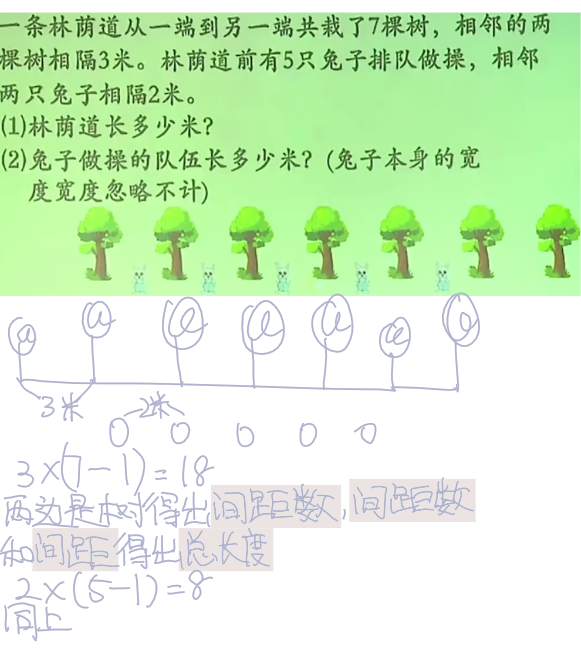 一条林荫道从一端到另一端共栽了7棵树，相邻的两
棵树相隔3米。林荫道前有5只兔子排队做操，相邻
两只兔子相隔2米。
(1)林荫道长多少米？
(2)兔子做操的队伍长多少米？(兔子本身的宽
度宽度忽略不计)
3米
2米
3×(7-1)=18
两边是树得出间距数，间距数
和间距得出总长度
2×(5-1)=8
同上